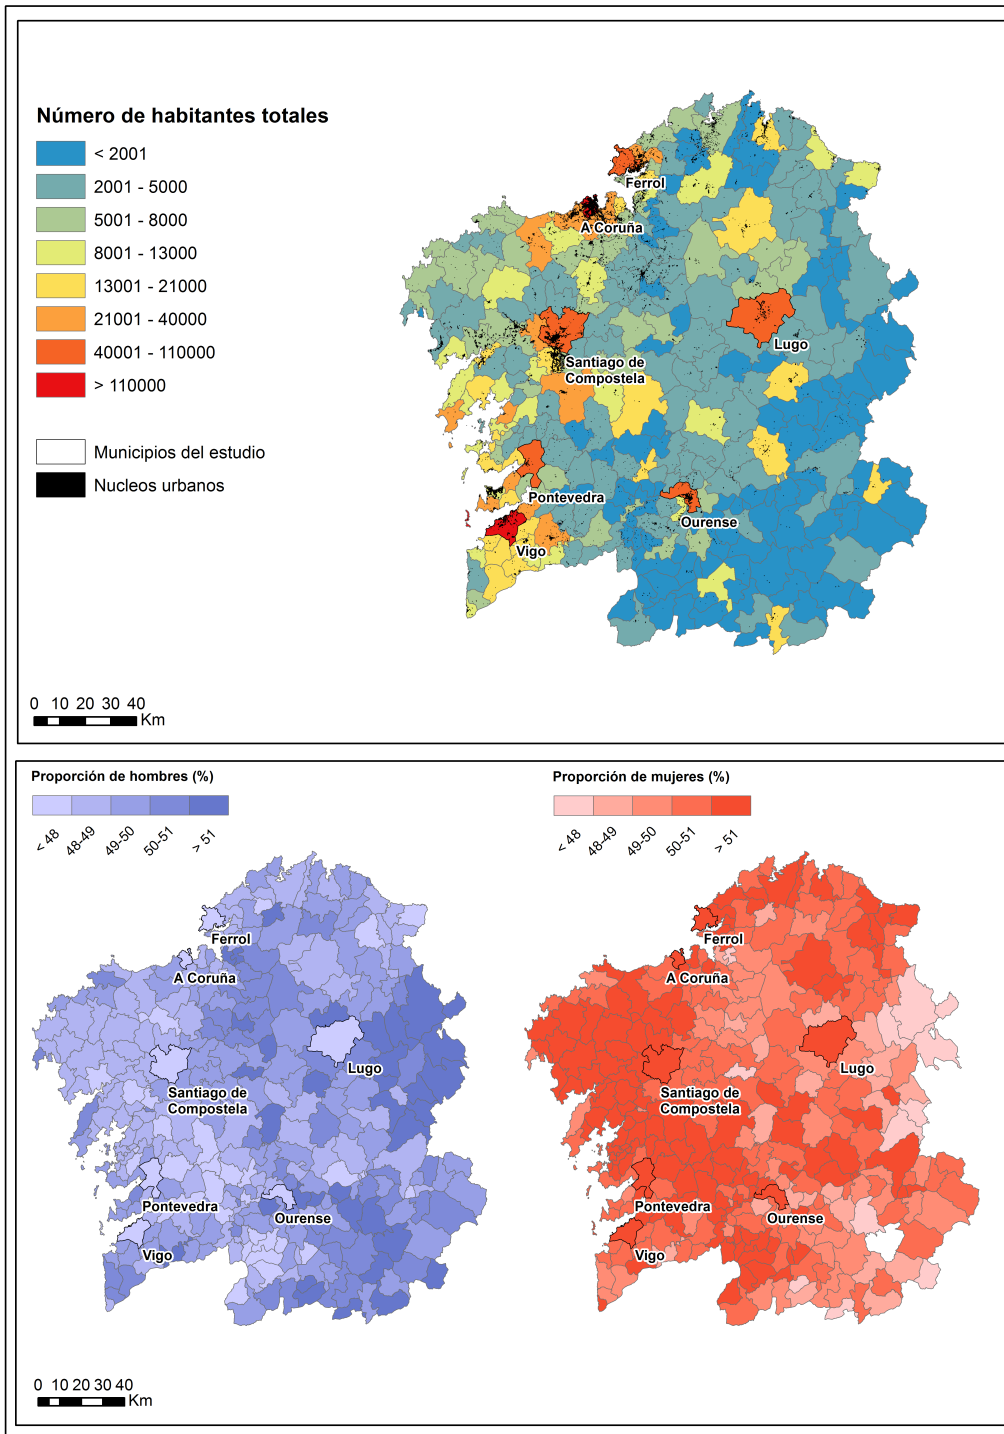 Número de habitantes totales
< 2001
2001 - 5000
5001 - 8000
8001 - 13000
13001 - 21000
21001 - 40000
40001 - 110000
> 110000
Municipios del estudio
Nucleos urbanos
Ferrol
A Coruña
Lugo
Santiago de
Compostela
Pontevedra
Ourense
Vigo
0 10 20 30 40
Km
Proporción de hombres (%)
< 48
48-49
49-50
50-51
> 51
Ferrol
A Coruña
Lugo
Santiago de
Compostela
Pontevedra
Ourense
Vigo
0 10 20 30 40
Km
Proporción de mujeres (%)
< 48
48-49
49-50
50-51
> 51
Ferrol
A Coruña
Lugo
Santiago de
Compostela
Pontevedra
Ourense
Vigo